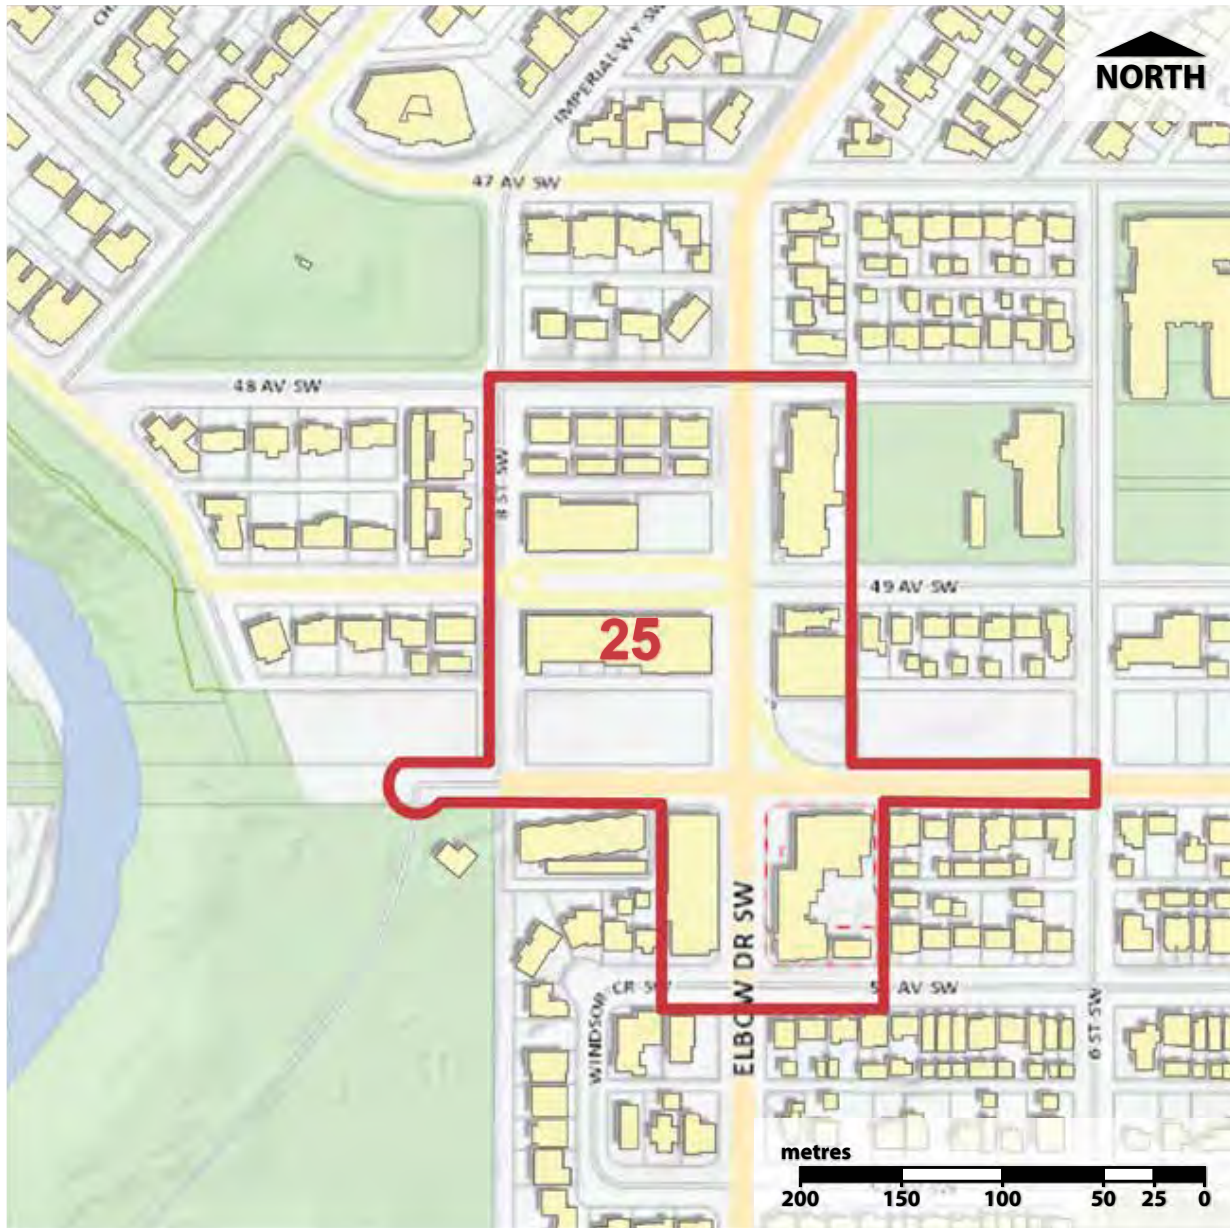 NORTH
IMPERIAL WY SW
47 AV SW
48 AV SW
8 ST SW
49 AV SW
25
ELBOW DR SW
CR SW
AV SW
WINDSOR
6 ST SW
metres
200 150 100 50 25 0